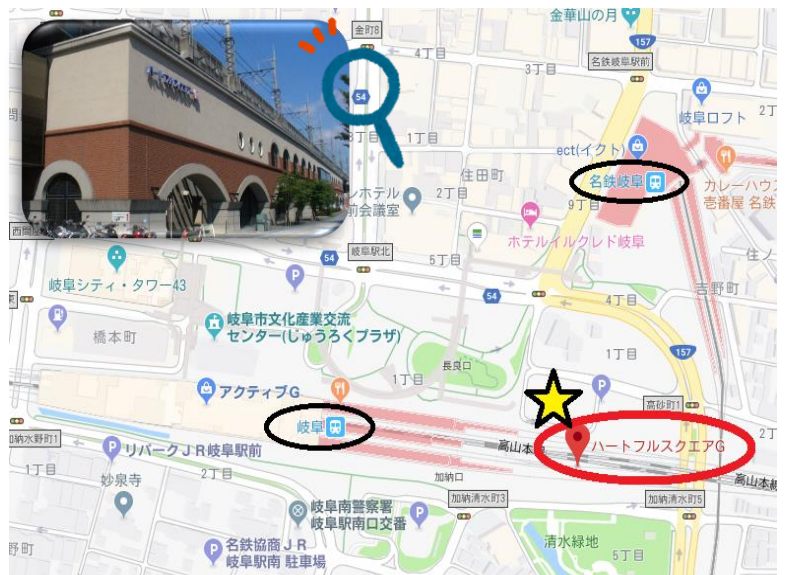 金華山の月
金町8
157
名鉄岐阜駅前
4丁目
3丁目
54
岐阜ロフト
2丁
3丁目
1丁目
ect(イクト)
住田町
名鉄岐阜
カレーハウス
壱番屋 名鉄
2丁目
9丁目
ホテルイルクレド岐阜
岐阜駅北
54
5丁目
岐阜シティ・タワー43
54
4丁目
吉野町
橋本町
岐阜市文化産業交流
センター(じゅうろくプラザ)
1丁目
157
長良口
1丁目
アクティブG
高砂町1
岐阜
高山本
ハートフルスクエアG
2丁
加納水野町1
リパークJR岐阜駅前
高山本線
1丁目
2丁目
加納口
妙泉寺
加納清水町3
加納清水町5
岐阜南警察署
岐阜駅南口交番
清水緑地
5丁目
名鉄協商JR
岐阜駅南 駐車場